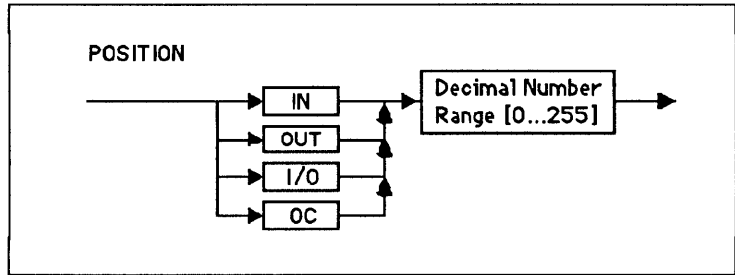 POSITION
IN
OUT
I/O
OC
Decimal Number
Range [0...255]